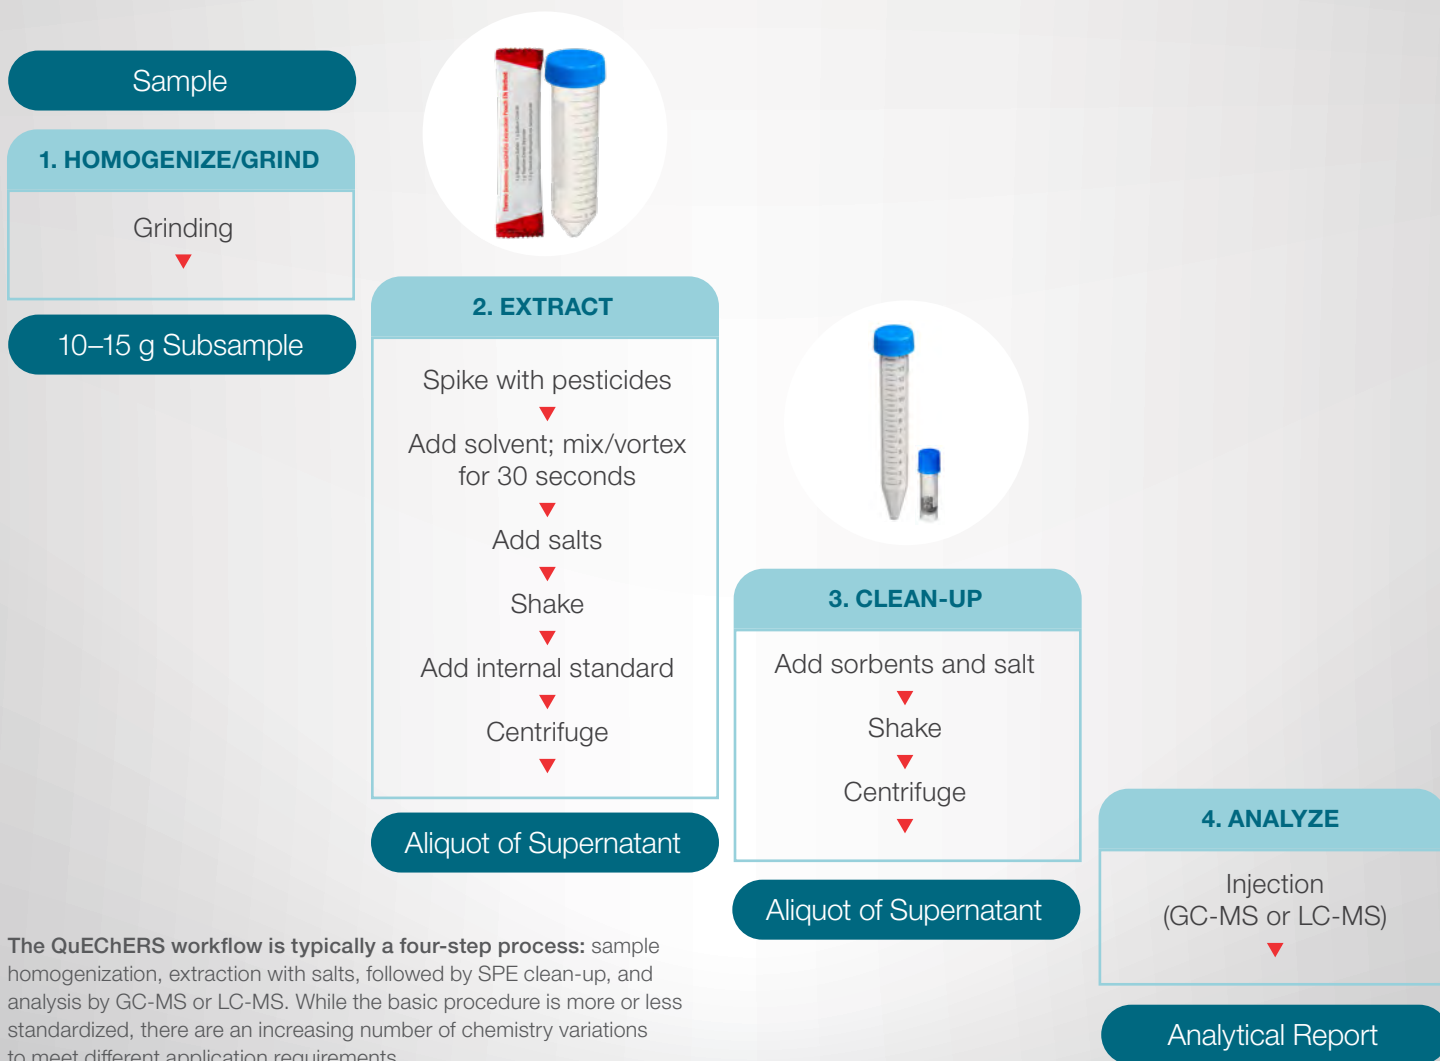 Sample
1. HOMOGENIZE/GRIND
Grinding
10–15 g Subsample
2. EXTRACT
Spike with pesticides
Add solvent; mix/vortex
for 30 seconds
Add salts
Shake
Add internal standard
Centrifuge
Aliquot of Supernatant
3. CLEAN-UP
Add sorbents and salt
Shake
Centrifuge
Aliquot of Supernatant
4. ANALYZE
Injection
(GC-MS or LC-MS)
Analytical Report
The QuEChERS workflow is typically a four-step process: sample
homogenization, extraction with salts, followed by SPE clean-up, and
analysis by GC-MS or LC-MS. While the basic procedure is more or less
standardized, there are an increasing number of chemistry variations
to meet different application requirements